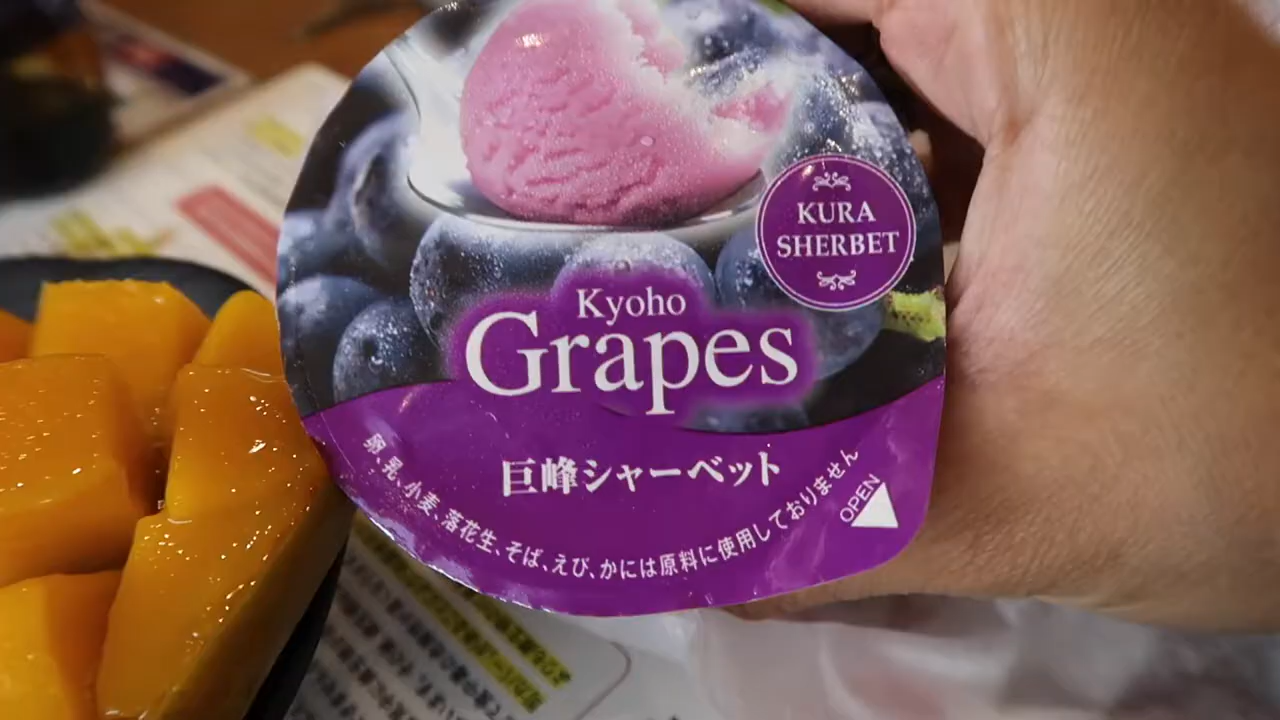 KURA
SHERBET
Kyoho
Grapes
巨峰シャーベット
卵、乳、小麦、落花生、そば、えび、かには原料に使用しておりません
OPEN